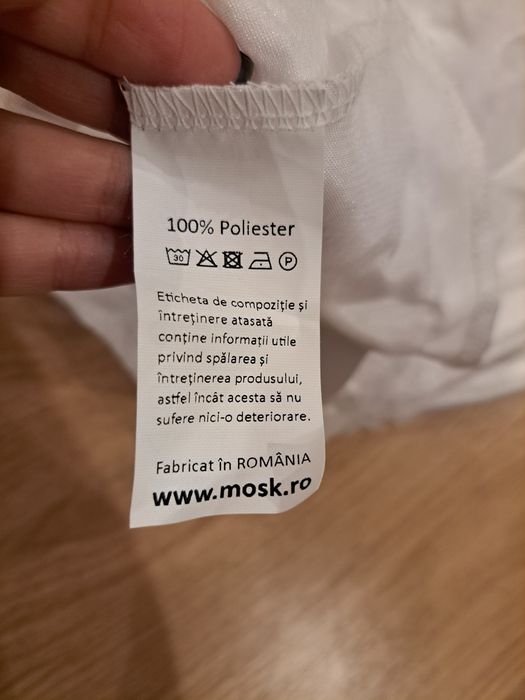 100% Poliester
30 P
Eticheta de compoziție și
întreținere atasată
conține informații utile
privind spălarea și
întreținerea produsului,
astfel încât acesta să nu
sufere nici-o deteriorare.
Fabricat în ROMÂNIA
www.mosk.ro